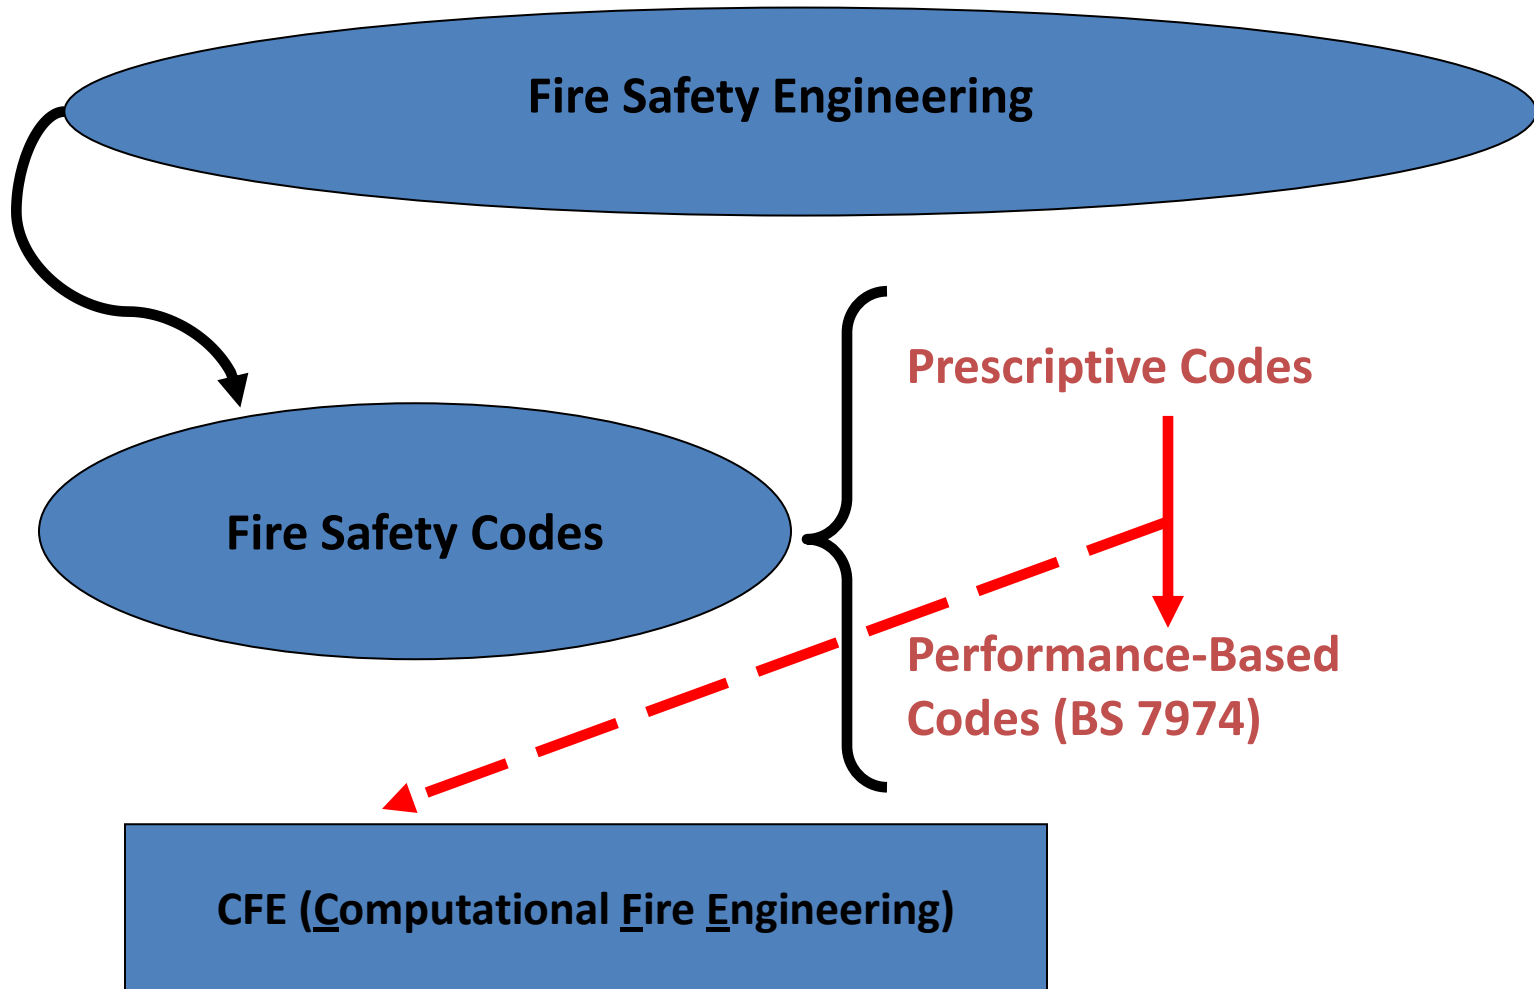 Fire Safety Engineering
Prescriptive Codes
Fire Safety Codes
Performance-Based
Codes (BS 7974)
CFE (Computational Fire Engineering)